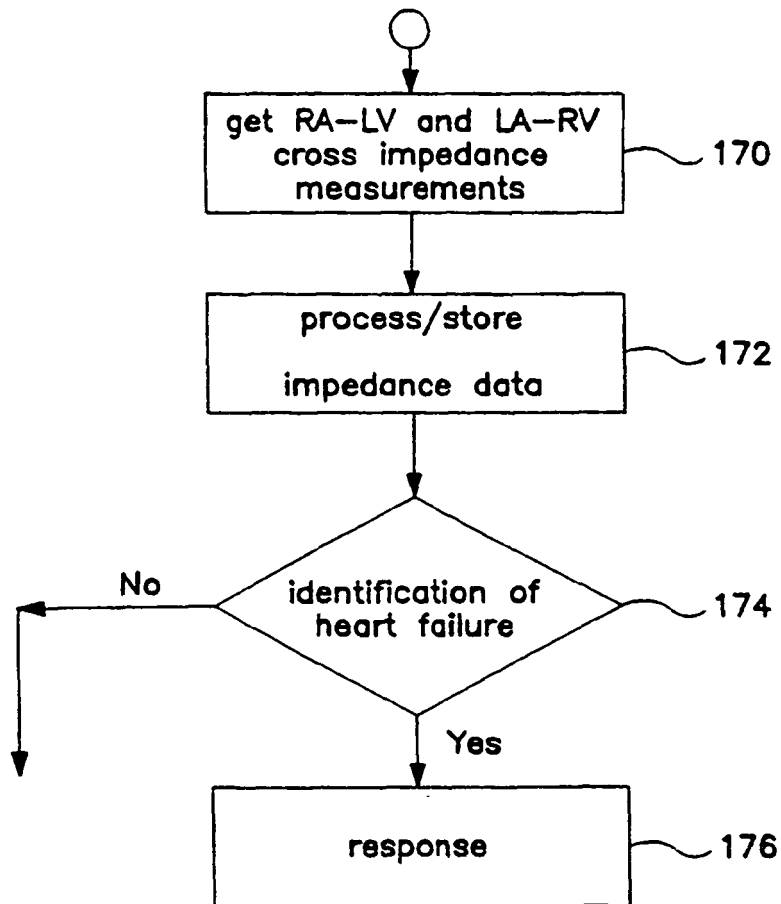 get RA-LV and LA-RV
cross impedance
measurements
170
process/store
impedance data
172
No
identification of
heart failure
174
Yes
response
176